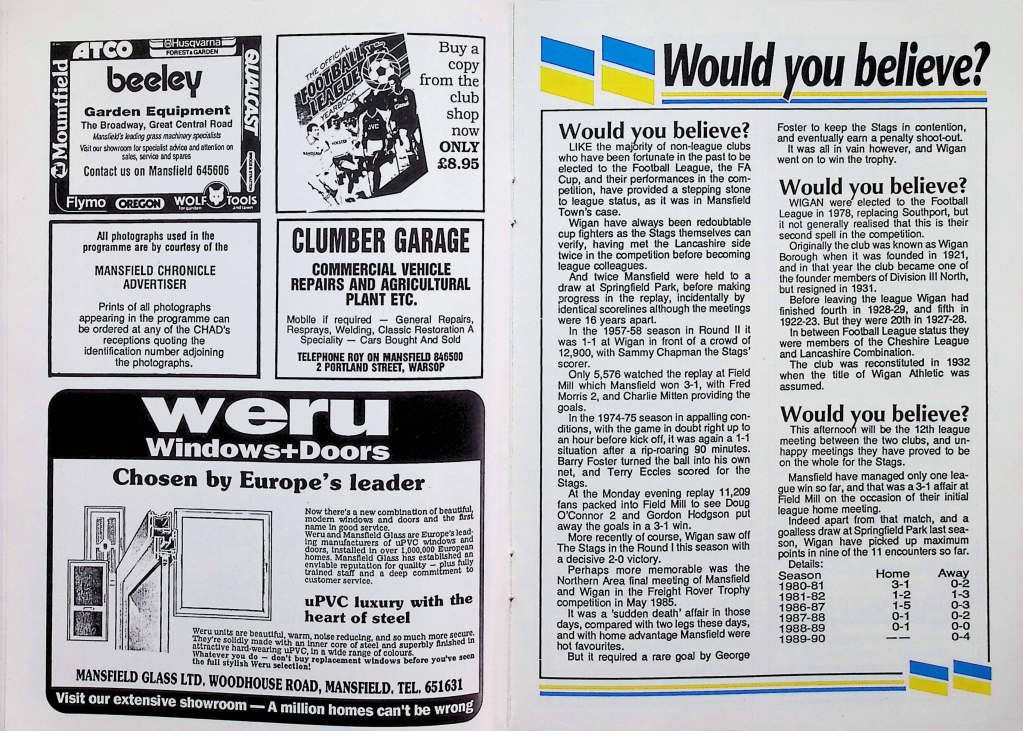 ATCO
Husqvarna
FOREST & GARDEN
Mountfield
QUALCAST
beeley
Garden Equipment
The Broadway, Great Central Road
Mansfield's leading grass machinery specialists
Visit our showroom for specialist advice and attention on
sales, service and spares
Contact us on Mansfield 645606
Flymo
OREGON
WOLF TOOLS
for garden and lawn
THE OFFICIAL
FOOTBALL
LEAGUE
YEARBOOK
JVC
Buy a
copy
from the
club
shop
now
ONLY
£8.95
All photographs used in the
programme are by courtesy of the
MANSFIELD CHRONICLE
ADVERTISER
Prints of all photographs
appearing in the programme can
be ordered at any of the CHAD's
receptions quoting the
identification number adjoining
the photographs.
CLUMBER GARAGE
COMMERCIAL VEHICLE
REPAIRS AND AGRICULTURAL
PLANT ETC.
Mobile if required — General Repairs,
Resprays, Welding, Classic Restoration A
Speciality — Cars Bought And Sold
TELEPHONE ROY ON MANSFIELD 846500
2 PORTLAND STREET, WARSOP
weru
Windows+Doors
Chosen by Europe's leader
Now there's a new combination of beautiful,
modern windows and doors and the first
name in good service.
Weru and Mansfield Glass are Europe's lead-
ing manufacturers of uPVC windows and
doors, installed in over 1,000,000 European
homes. Mansfield Glass has established an
enviable reputation for quality — plus fully
trained staff and a deep commitment to
customer service.
uPVC luxury with the
heart of steel
Weru units are beautiful, warm, noise reducing, and so much more secure.
They're solidly made with an inner core of steel and superbly finished in
attractive hard-wearing uPVC, in a wide range of colours.
Whatever you do — don't buy replacement windows before you've seen
the full stylish Weru selection!
MANSFIELD GLASS LTD. WOODHOUSE ROAD, MANSFIELD. TEL. 651631
Visit our extensive showroom — A million homes can't be wrong
Would you believe?
Would you believe?
LIKE the majority of non-league clubs
who have been fortunate in the past to be
elected to the Football League, the FA
Cup, and their performances in the com-
petition, have provided a stepping stone
to league status, as it was in Mansfield
Town's case.
Wigan have always been redoubtable
cup fighters as the Stags themselves can
verify, having met the Lancashire side
twice in the competition before becoming
league colleagues.
And twice Mansfield were held to a
draw at Springfield Park, before making
progress in the replay, incidentally by
identical scorelines although the meetings
were 16 years apart.
In the 1957-58 season in Round II it
was 1-1 at Wigan in front of a crowd of
12,900, with Sammy Chapman the Stags'
scorer.
Only 5,576 watched the replay at Field
Mill which Mansfield won 3-1, with Fred
Morris 2, and Charlie Mitten providing the
goals.
In the 1974-75 season in appalling con-
ditions, with the game in doubt right up to
an hour before kick off, it was again a 1-1
situation after a rip-roaring 90 minutes.
Barry Foster turned the ball into his own
net, and Terry Eccles scored for the
Stags.
At the Monday evening replay 11,209
fans packed into Field Mill to see Doug
O'Connor 2 and Gordon Hodgson put
away the goals in a 3-1 win.
More recently of course, Wigan saw off
The Stags in the Round I this season with
a decisive 2-0 victory.
Perhaps more memorable was the
Northern Area final meeting of Mansfield
and Wigan in the Freight Rover Trophy
competition in May 1985.
It was a 'sudden death' affair in those
days, compared with two legs these days,
and with home advantage Mansfield were
hot favourites.
But it required a rare goal by George
Foster to keep the Stags in contention,
and eventually earn a penalty shoot-out.
It was all in vain however, and Wigan
went on to win the trophy.
Would you believe?
WIGAN were elected to the Football
League in 1978, replacing Southport, but
it not generally realised that this is their
second spell in the competition.
Originally the club was known as Wigan
Borough when it was founded in 1921,
and in that year the club became one of
the founder members of Division III North,
but resigned in 1931.
Before leaving the league Wigan had
finished fourth in 1928-29, and fifth in
1922-23. But they were 20th in 1927-28.
In between Football League status they
were members of the Cheshire League
and Lancashire Combination.
The club was reconstituted in 1932
when the title of Wigan Athletic was
assumed.
Would you believe?
This afternoon will be the 12th league
meeting between the two clubs, and un-
happy meetings they have proved to be
on the whole for the Stags.
Mansfield have managed only one lea-
gue win so far, and that was a 3-1 affair at
Field Mill on the occasion of their initial
league home meeting.
Indeed apart from that match, and a
goalless draw at Springfield Park last sea-
son, Wigan have picked up maximum
points in nine of the 11 encounters so far.
Details:
Season Home Away
1980-81 3-1 0-2
1981-82 1-2 1-3
1986-87 1-5 0-3
1987-88 0-1 0-2
1988-89 0-1 0-0
1989-90 —— 0-4